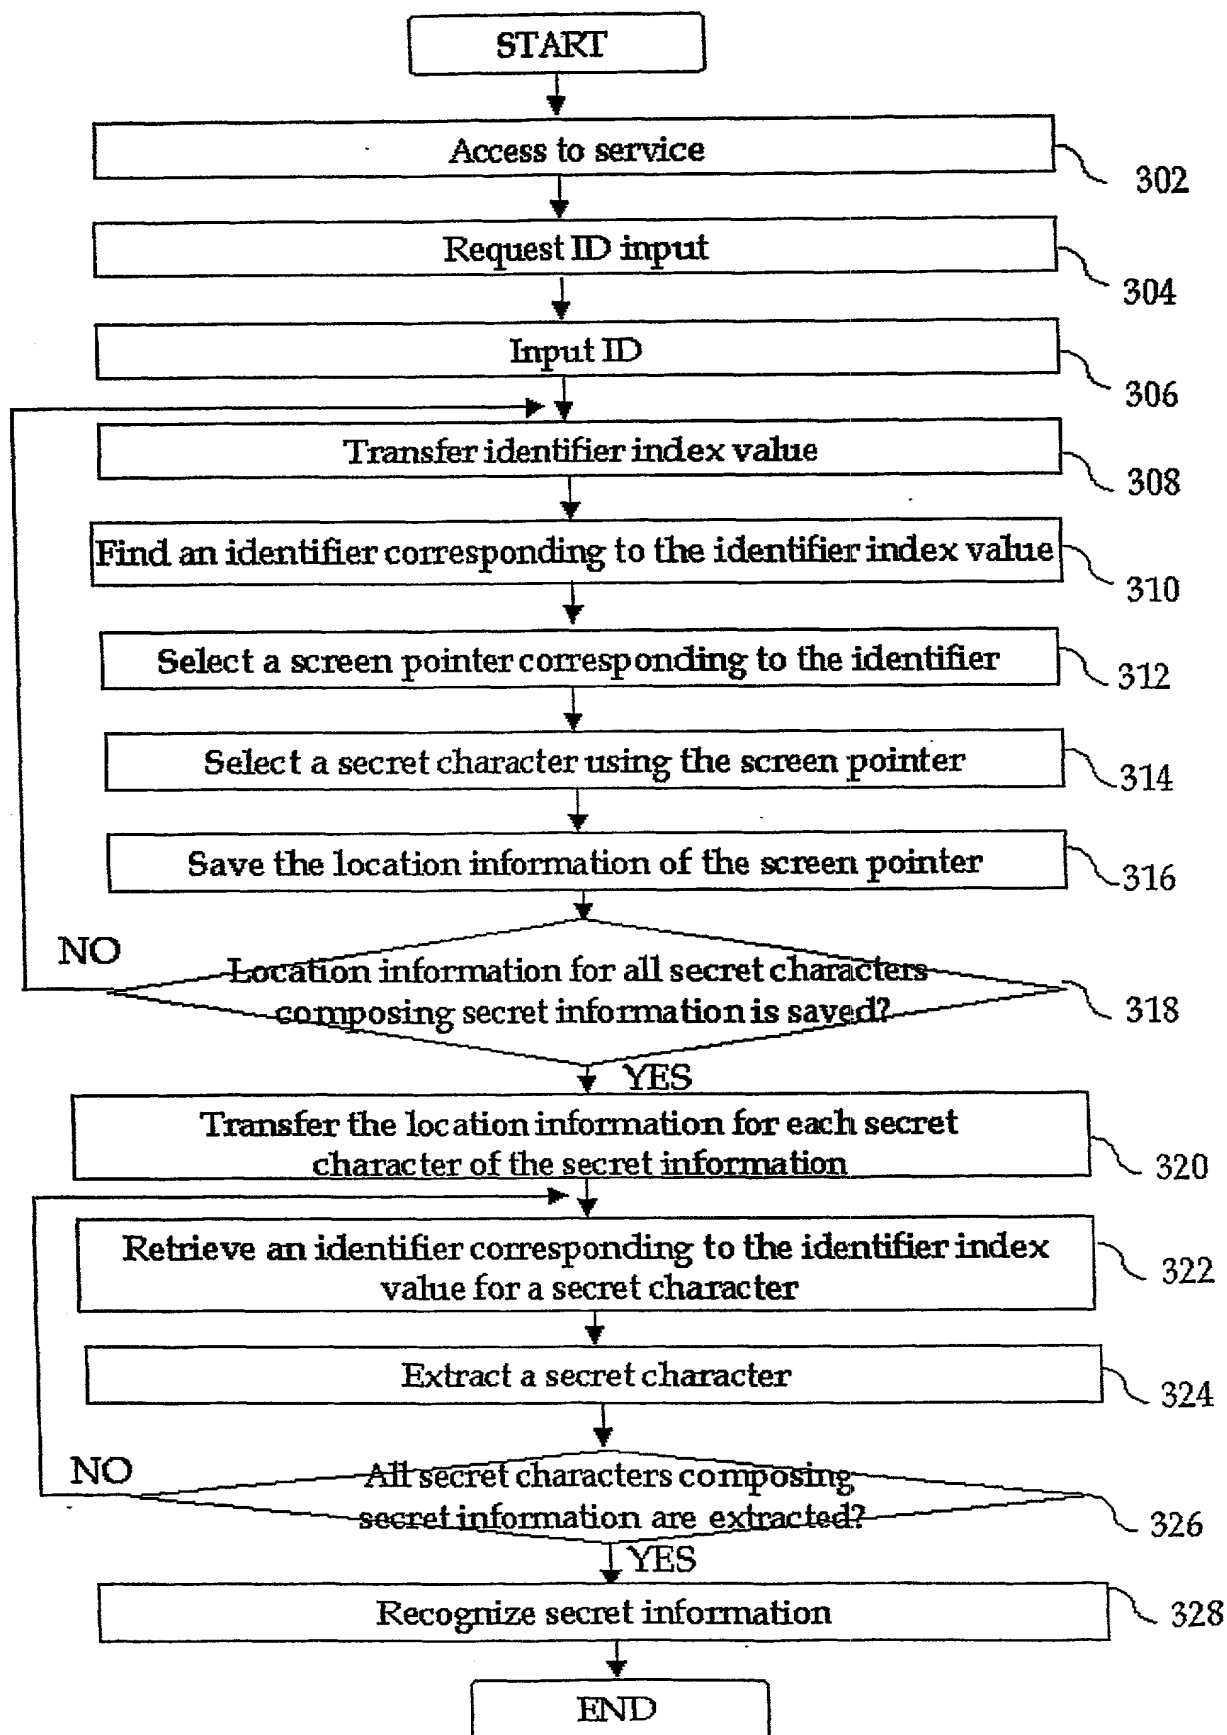 START
Access to service
302
Request ID input
304
Input ID
306
Transfer identifier index value
308
Find an identifier corresponding to the identifier index value
310
Select a screen pointer corresponding to the identifier
312
Select a secret character using the screen pointer
314
Save the location information of the screen pointer
316
NO
Location information for all secret characters
composing secret information is saved?
318
YES
Transfer the location information for each secret
character of the secret information
320
Retrieve an identifier corresponding to the identifier index
value for a secret character
322
Extract a secret character
324
NO
All secret characters composing
secret information are extracted?
326
YES
Recognize secret information
328
END